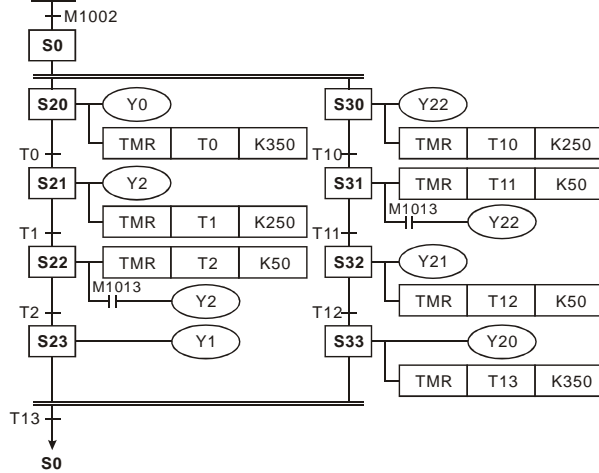 M1002
S0
S20 Y0 S30 Y22
TMR T0 K350 TMR T10 K250
T0 T10
S21 Y2 S31 TMR T11 K50
M1013 Y22
TMR T1 K250
T1 T11
S22 TMR T2 K50 S32 Y21
M1013 Y2 TMR T12 K50
T2 T12
S23 Y1 S33 Y20
TMR T13 K350
T13
S0